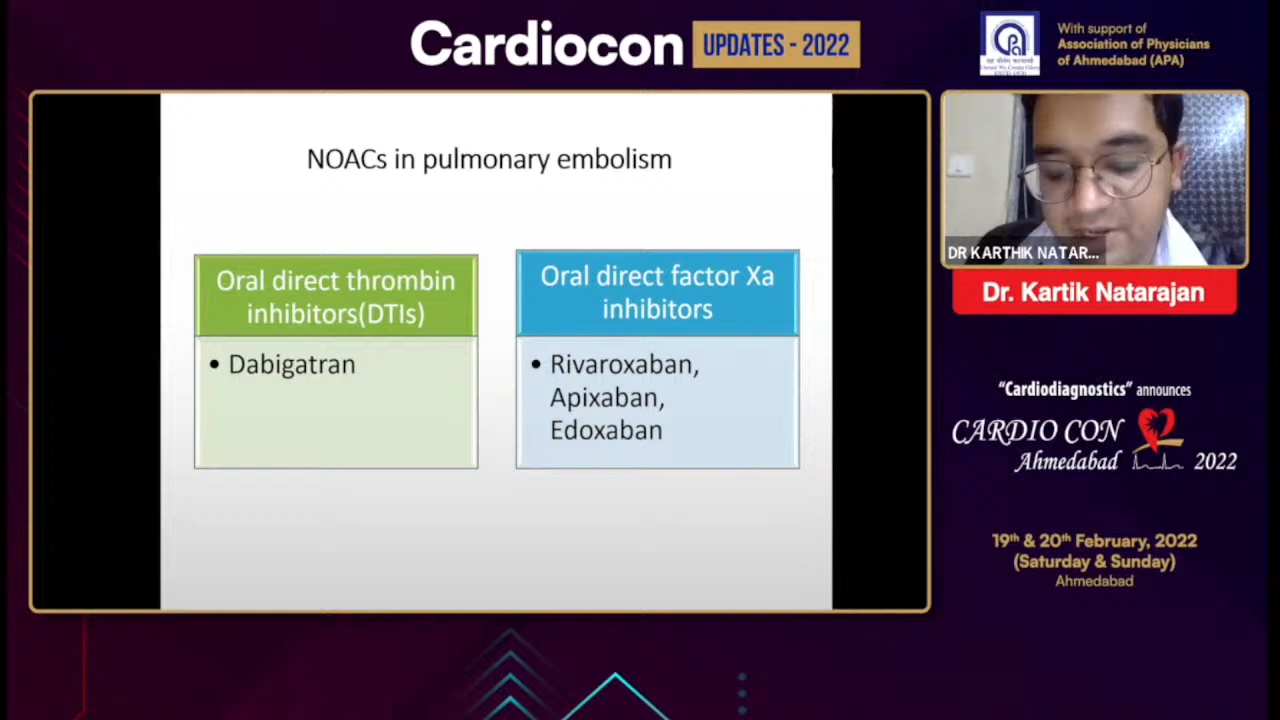 Cardiocon UPDATES - 2022
With support of
Association of Physicians
of Ahmedabad (APA)
NOACs in pulmonary embolism
Oral direct thrombin
inhibitors(DTIs)
• Dabigatran
Oral direct factor Xa
inhibitors
• Rivaroxaban,
Apixaban,
Edoxaban
DR KARTHIK NATAR...
Dr. Kartik Natarajan
“Cardiodiagnostics” announces
CARDIO CON
Ahmedabad 2022
19th & 20th February, 2022
(Saturday & Sunday)
Ahmedabad